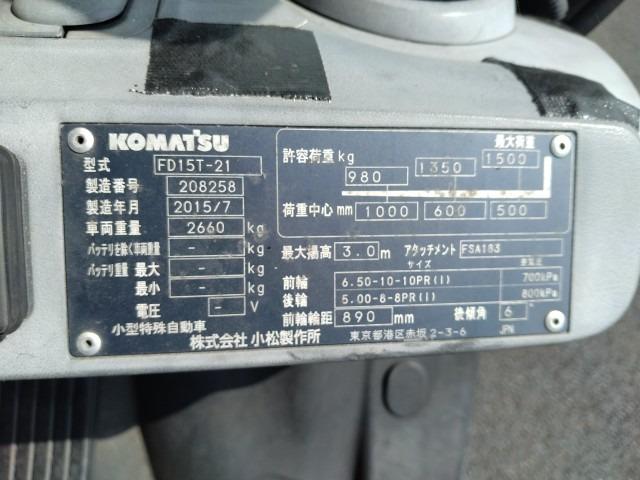 KOMATSU
型式 FD15T-21
製造番号 208258
製造年月 2015/7
車両重量 2660 kg
バッテリを除く車両重量 - kg
バッテリ重量 最大 - kg
最小 - kg
電圧 - V
小型特殊自動車
最大荷重
許容荷重 kg 980 1350 1500
荷重中心 mm 1000 600 500
最大揚高 3.0 m アタッチメント FSA183
サイズ
前輪 6.50-10-10PR(I) 700kPa
後輪 5.00-8-8PR(I) 800kPa
前輪輪距 890 mm 後傾角 6°
株式会社 小松製作所 東京都港区赤坂2-3-6 JPN